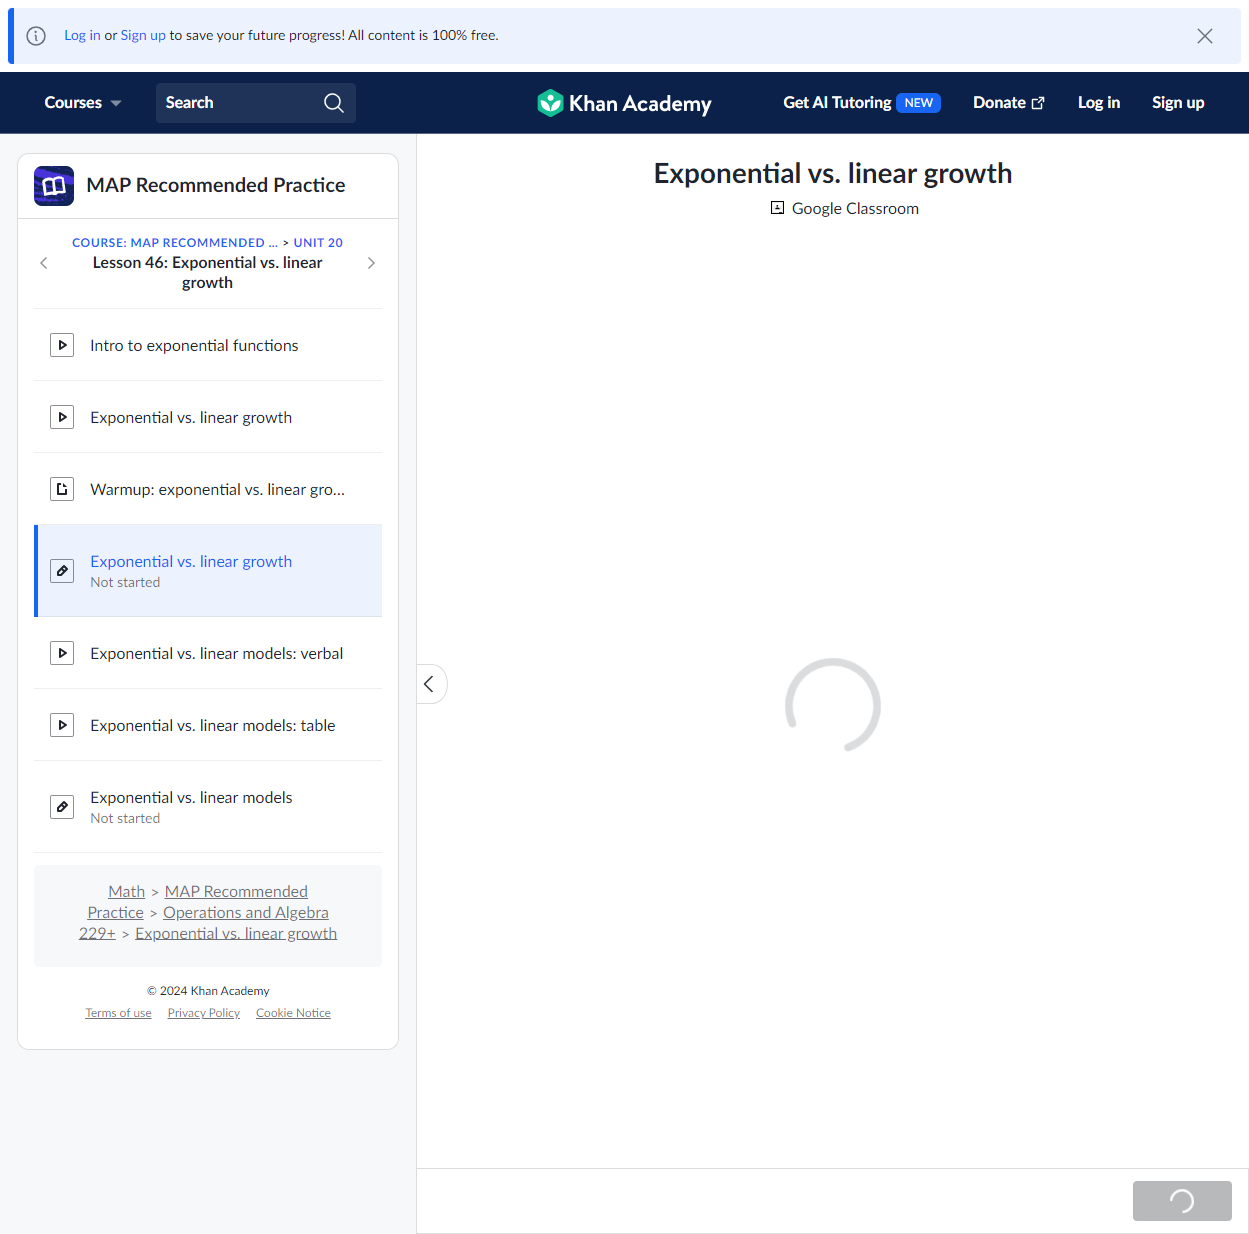 Log in or Sign up to save your future progress! All content is 100% free.
Courses
Search
Khan Academy
Get AI Tutoring NEW
Donate
Log in
Sign up
MAP Recommended Practice
COURSE: MAP RECOMMENDED ... > UNIT 20
Lesson 46: Exponential vs. linear
growth
Intro to exponential functions
Exponential vs. linear growth
Warmup: exponential vs. linear gro...
Exponential vs. linear growth
Not started
Exponential vs. linear models: verbal
Exponential vs. linear models: table
Exponential vs. linear models
Not started
Math > MAP Recommended
Practice > Operations and Algebra
229+ > Exponential vs. linear growth
© 2024 Khan Academy
Terms of use Privacy Policy Cookie Notice
Exponential vs. linear growth
Google Classroom